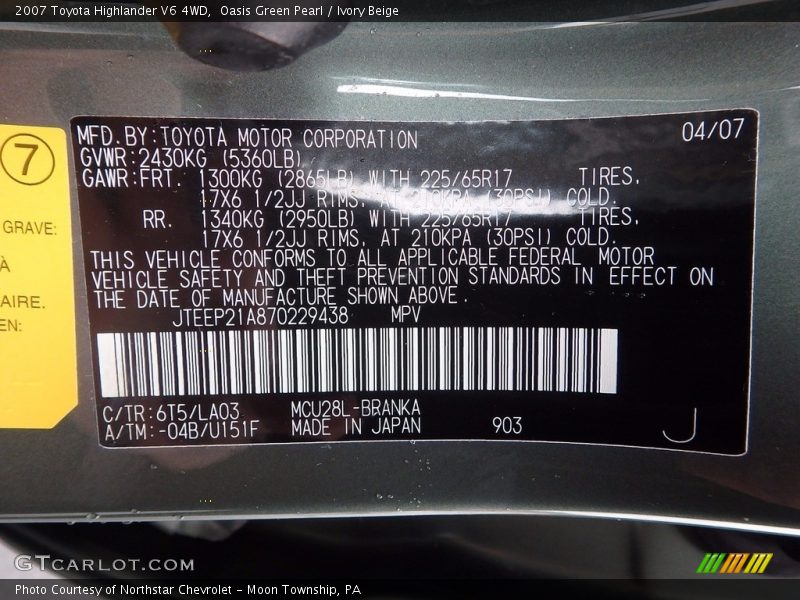 2007 Toyota Highlander V6 4WD,  Oasis Green Pearl / Ivory Beige
7
GRAVE:
À
AIRE.
EN:
MFD. BY: TOYOTA MOTOR CORPORATION 04/07
GVWR: 2430KG (5360LB)
GAWR: FRT. 1300KG (2865LB) WITH 225/65R17 TIRES,
17X6 1/2JJ RIMS, AT 210KPA (30PSI) COLD.
RR. 1340KG (2950LB) WITH 225/65R17 TIRES,
17X6 1/2JJ RIMS, AT 210KPA (30PSI) COLD.
THIS VEHICLE CONFORMS TO ALL APPLICABLE FEDERAL MOTOR
VEHICLE SAFETY AND THEFT PREVENTION STANDARDS IN EFFECT ON
THE DATE OF MANUFACTURE SHOWN ABOVE.
JTEEP21A870229438 MPV
C/TR: 6T5/LA03 MCU28L-BRANKA
A/TM: -04B/U151F MADE IN JAPAN 903 J
GTCARLOT.COM
Photo Courtesy of Northstar Chevrolet - Moon Township, PA